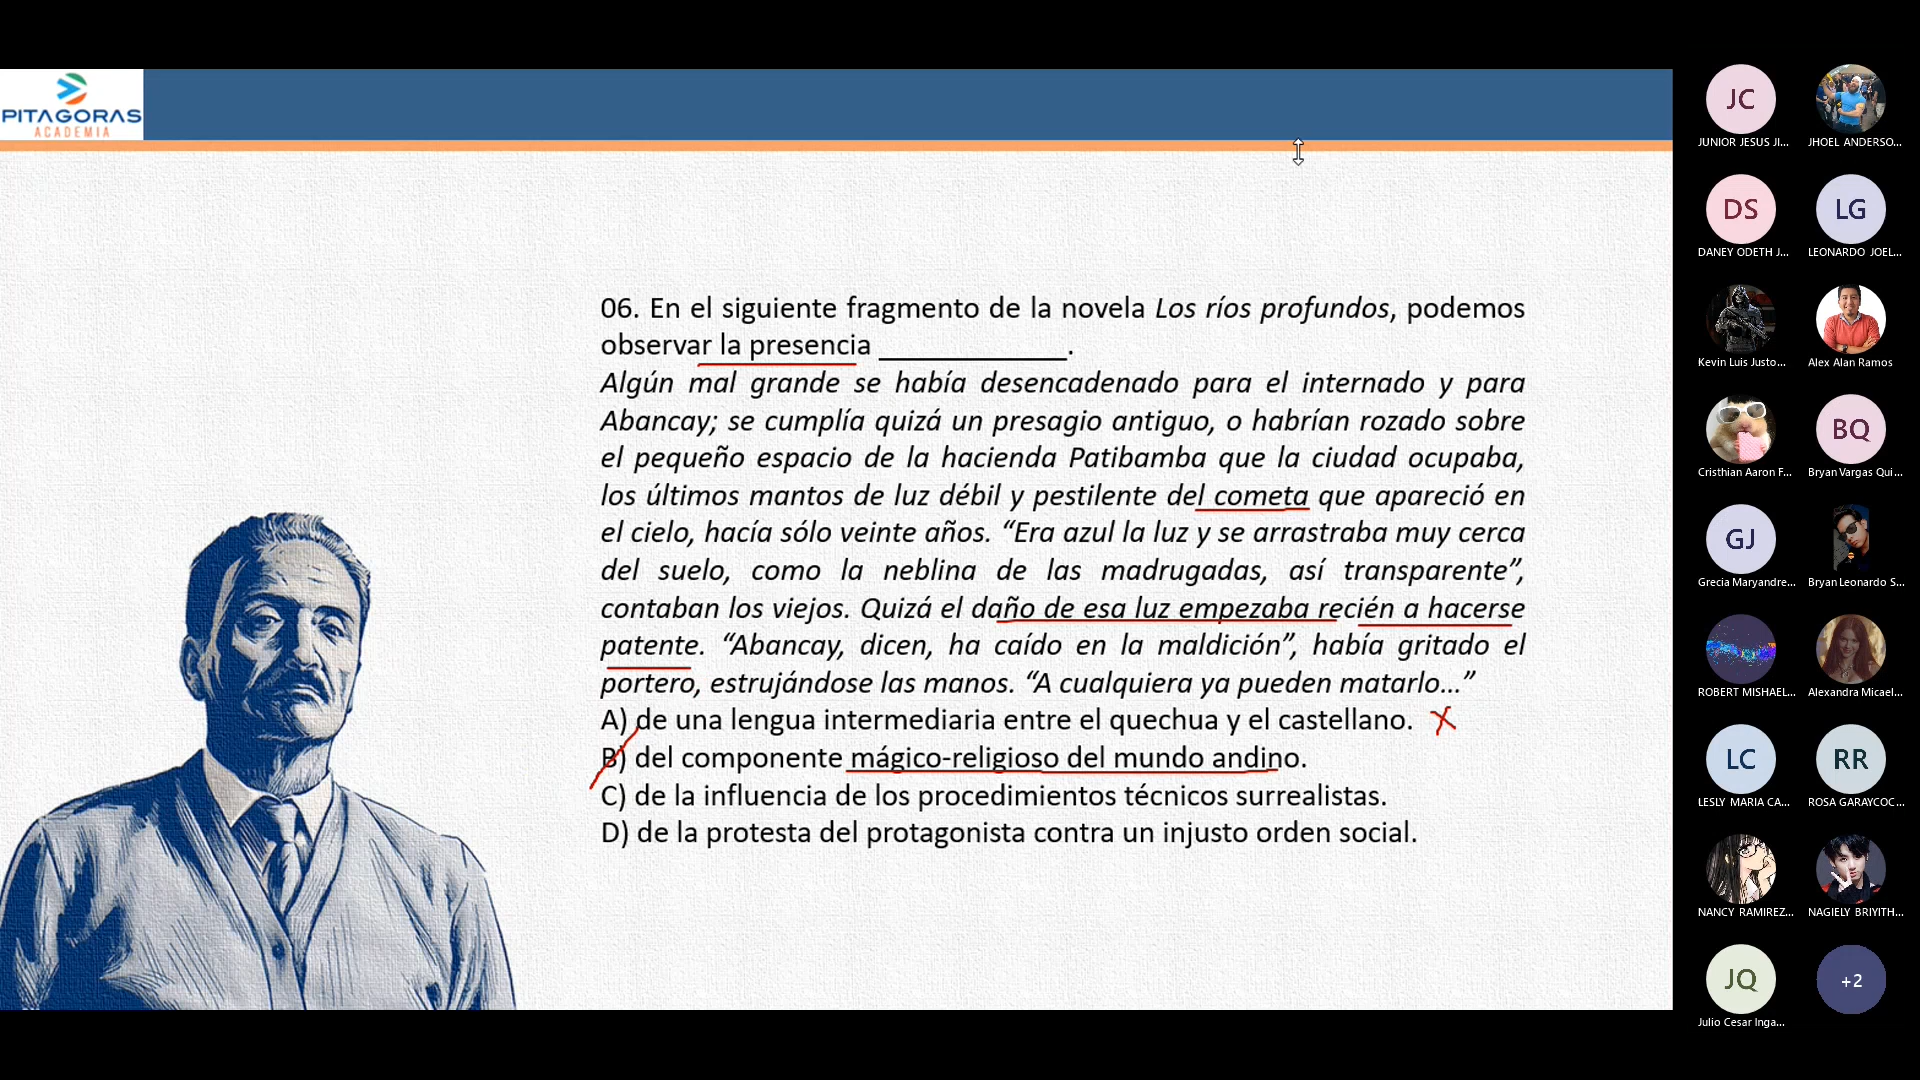 PITAGORAS
ACADEMIA
06. En el siguiente fragmento de la novela Los ríos profundos, podemos
observar la presencia ____________.
Algún mal grande se había desencadenado para el internado y para
Abancay; se cumplía quizá un presagio antiguo, o habrían rozado sobre
el pequeño espacio de la hacienda Patibamba que la ciudad ocupaba,
los últimos mantos de luz débil y pestilente del cometa que apareció en
el cielo, hacía sólo veinte años. “Era azul la luz y se arrastraba muy cerca
del suelo, como la neblina de las madrugadas, así transparente”,
contaban los viejos. Quizá el daño de esa luz empezaba recién a hacerse
patente. “Abancay, dicen, ha caído en la maldición”, había gritado el
portero, estrujándose las manos. “A cualquiera ya pueden matarlo...”
A) de una lengua intermediaria entre el quechua y el castellano. X
B) del componente mágico-religioso del mundo andino.
C) de la influencia de los procedimientos técnicos surrealistas.
D) de la protesta del protagonista contra un injusto orden social.
JC
JUNIOR JESUS JI...
JHOEL ANDERSO...
DS
LG
DANEY ODETH J...
LEONARDO JOEL...
Kevin Luis Justo...
Alex Alan Ramos
BQ
Cristhian Aaron F...
Bryan Vargas Qui...
GJ
Grecia Maryandre...
Bryan Leonardo S...
ROBERT MISHAEL...
Alexandra Micael...
LC
RR
LESLY MARIA CA...
ROSA GARAYCOC...
NANCY RAMIREZ...
NAGIELY BRIYITH...
JQ
+2
Julio Cesar Inga...